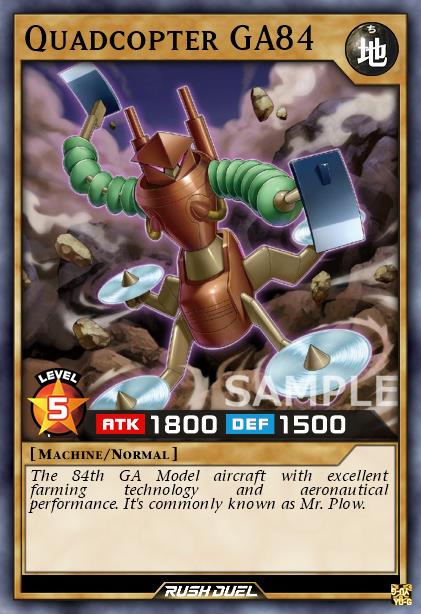 Quadcopter GA84
ち
地
SAMPLE
LEVEL
5
ATK 1800 DEF 1500
[Machine/Normal]
The 84th GA Model aircraft with excellent
farming technology and aeronautical
performance. It's commonly known as Mr. Plow.
RUSH DUEL